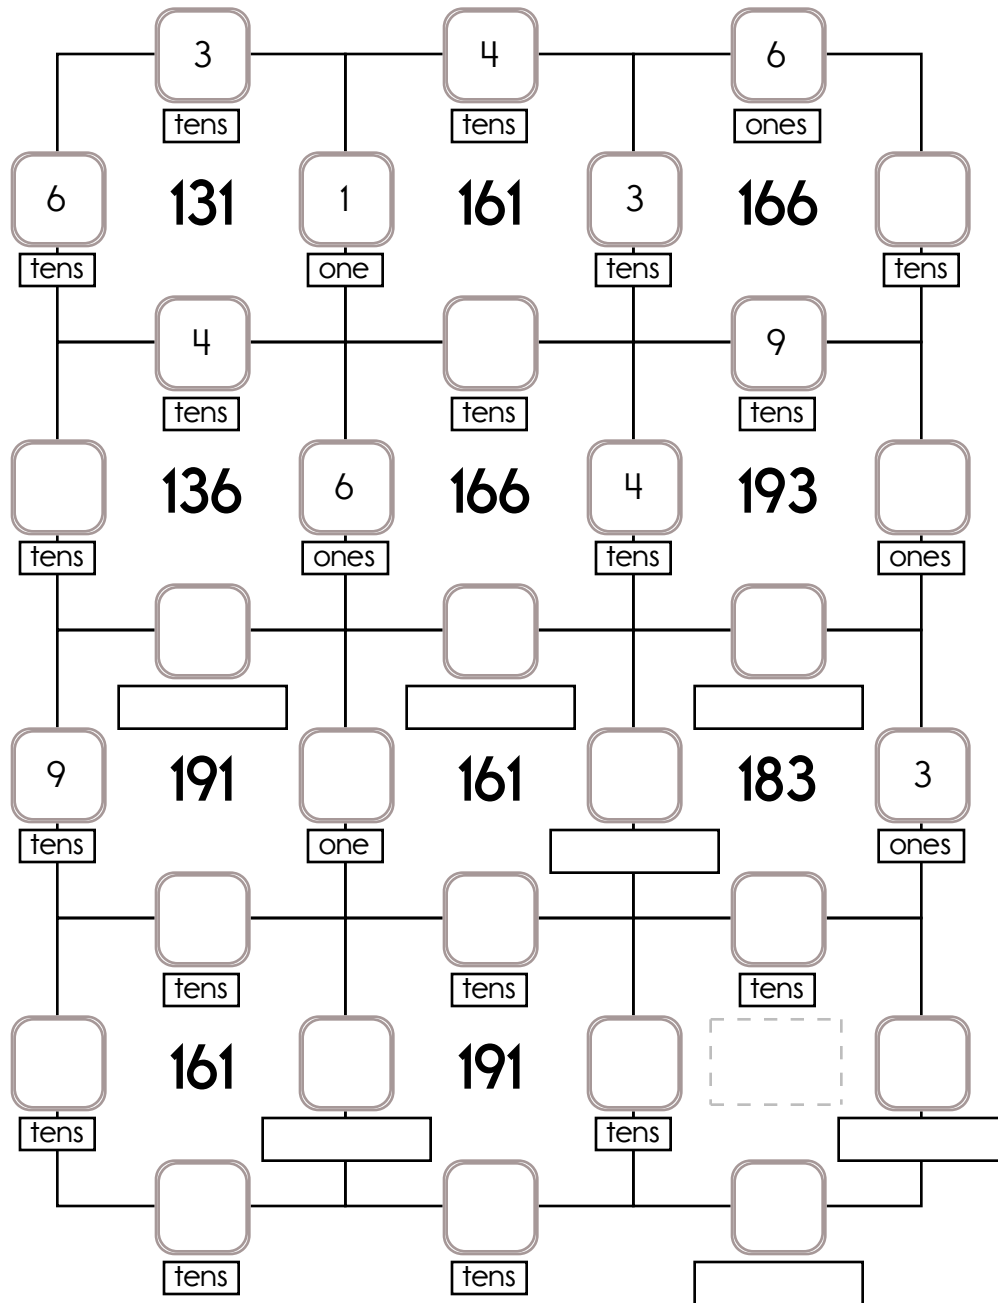 3 4 6
tens tens ones
6 131 1 161 3 166
tens one tens tens
4 9
tens tens tens
136 6 166 4 193
tens ones tens ones
9 191 161 183 3
tens one ones
tens tens tens
161 191
tens tens
tens tens